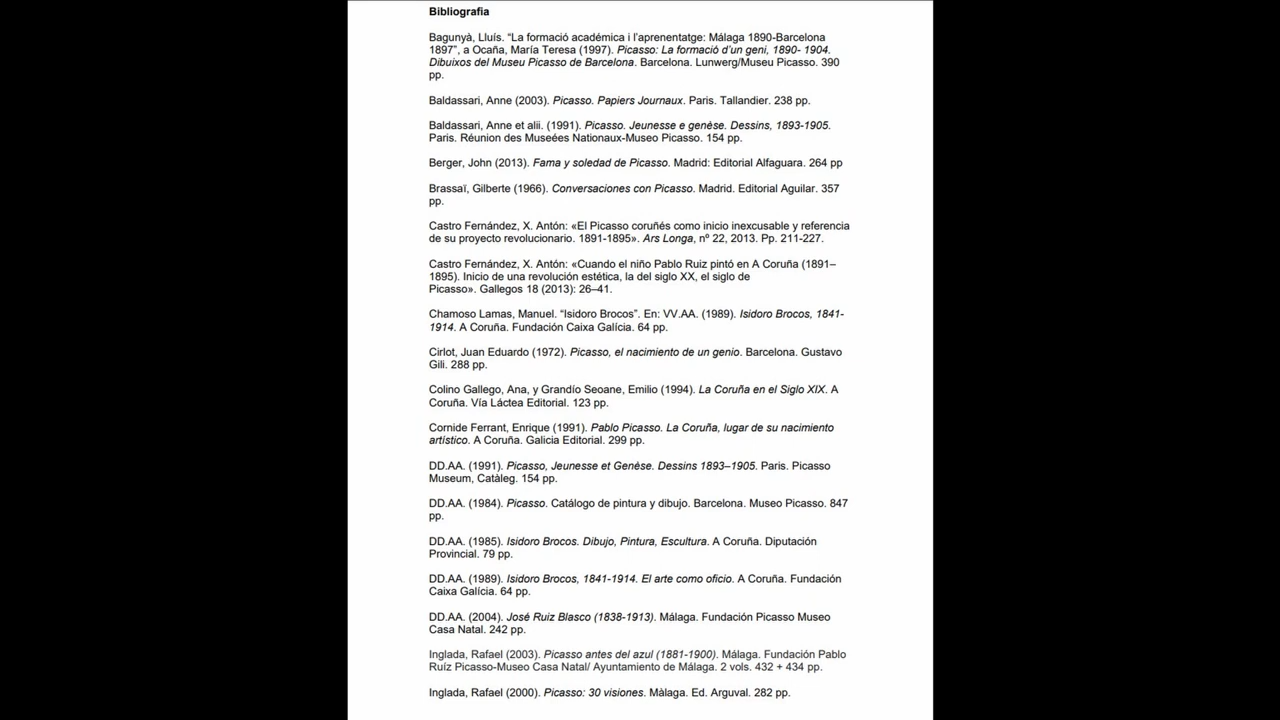 Bibliografia
Bagunyà, Lluís. “La formació académica i l’aprenentatge: Málaga 1890-Barcelona
1897”, a Ocaña, María Teresa (1997). Picasso: La formació d’un geni, 1890- 1904.
Dibuixos del Museu Picasso de Barcelona. Barcelona. Lunwerg/Museu Picasso. 390
pp.
Baldassari, Anne (2003). Picasso. Papiers Journaux. Paris. Tallandier. 238 pp.
Baldassari, Anne et alii. (1991). Picasso. Jeunesse e genèse. Dessins, 1893-1905.
Paris. Réunion des Museées Nationaux-Museo Picasso. 154 pp.
Berger, John (2013). Fama y soledad de Picasso. Madrid: Editorial Alfaguara. 264 pp
Brassaï, Gilberte (1966). Conversaciones con Picasso. Madrid. Editorial Aguilar. 357
pp.
Castro Fernández, X. Antón: «El Picasso coruñés como inicio inexcusable y referencia
de su proyecto revolucionario. 1891-1895». Ars Longa, nº 22, 2013. Pp. 211-227.
Castro Fernández, X. Antón: «Cuando el niño Pablo Ruiz pintó en A Coruña (1891–
1895). Inicio de una revolución estética, la del siglo XX, el siglo de
Picasso». Gallegos 18 (2013): 26–41.
Chamoso Lamas, Manuel. “Isidoro Brocos”. En: VV.AA. (1989). Isidoro Brocos, 1841-
1914. A Coruña. Fundación Caixa Galícia. 64 pp.
Cirlot, Juan Eduardo (1972). Picasso, el nacimiento de un genio. Barcelona. Gustavo
Gili. 288 pp.
Colino Gallego, Ana, y Grandío Seoane, Emilio (1994). La Coruña en el Siglo XIX. A
Coruña. Vía Láctea Editorial. 123 pp.
Cornide Ferrant, Enrique (1991). Pablo Picasso. La Coruña, lugar de su nacimiento
artístico. A Coruña. Galicia Editorial. 299 pp.
DD.AA. (1991). Picasso, Jeunesse et Genèse. Dessins 1893–1905. Paris. Picasso
Museum, Catàleg. 154 pp.
DD.AA. (1984). Picasso. Catálogo de pintura y dibujo. Barcelona. Museo Picasso. 847
pp.
DD.AA. (1985). Isidoro Brocos. Dibujo, Pintura, Escultura. A Coruña. Diputación
Provincial. 79 pp.
DD.AA. (1989). Isidoro Brocos, 1841-1914. El arte como oficio. A Coruña. Fundación
Caixa Galícia. 64 pp.
DD.AA. (2004). José Ruiz Blasco (1838-1913). Málaga. Fundación Picasso Museo
Casa Natal. 242 pp.
Inglada, Rafael (2003). Picasso antes del azul (1881-1900). Málaga. Fundación Pablo
Ruíz Picasso-Museo Casa Natal/ Ayuntamiento de Málaga. 2 vols. 432 + 434 pp.
Inglada, Rafael (2000). Picasso: 30 visiones. Màlaga. Ed. Arguval. 282 pp.